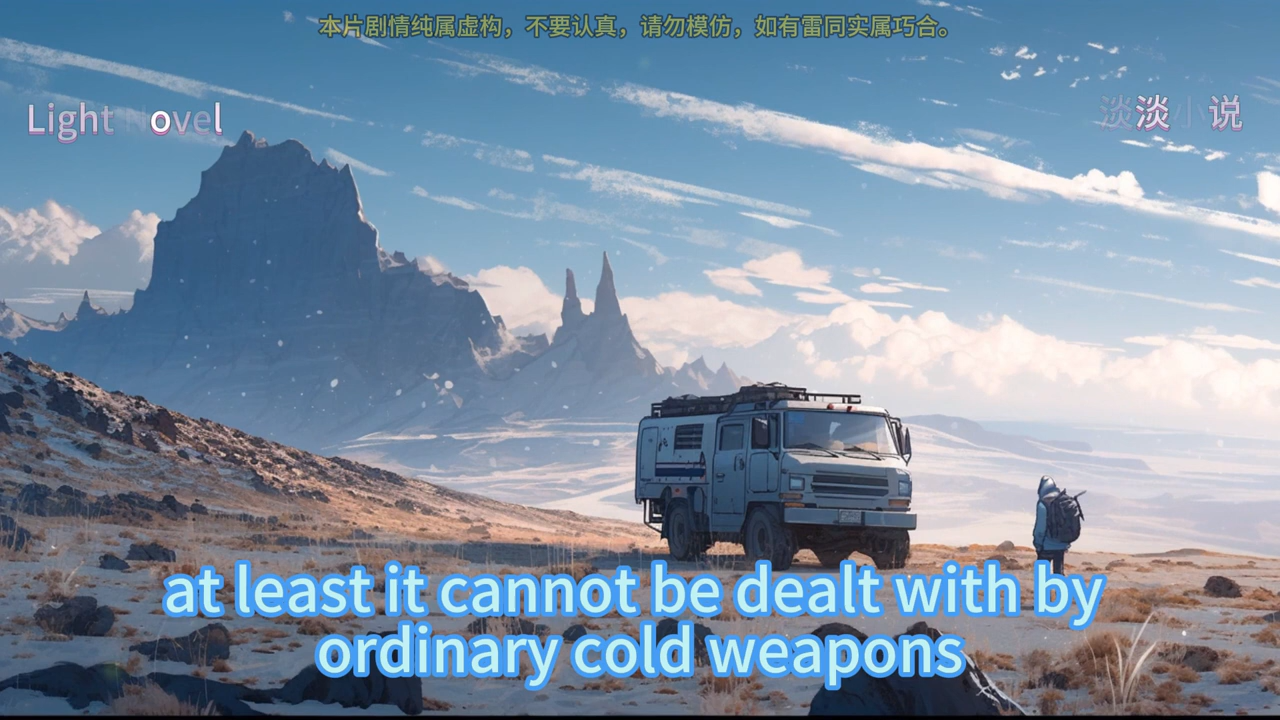 本片剧情纯属虚构，不要认真，请勿模仿，如有雷同实属巧合。
Light Novel
淡淡小说
at least it cannot be dealt with by
ordinary cold weapons